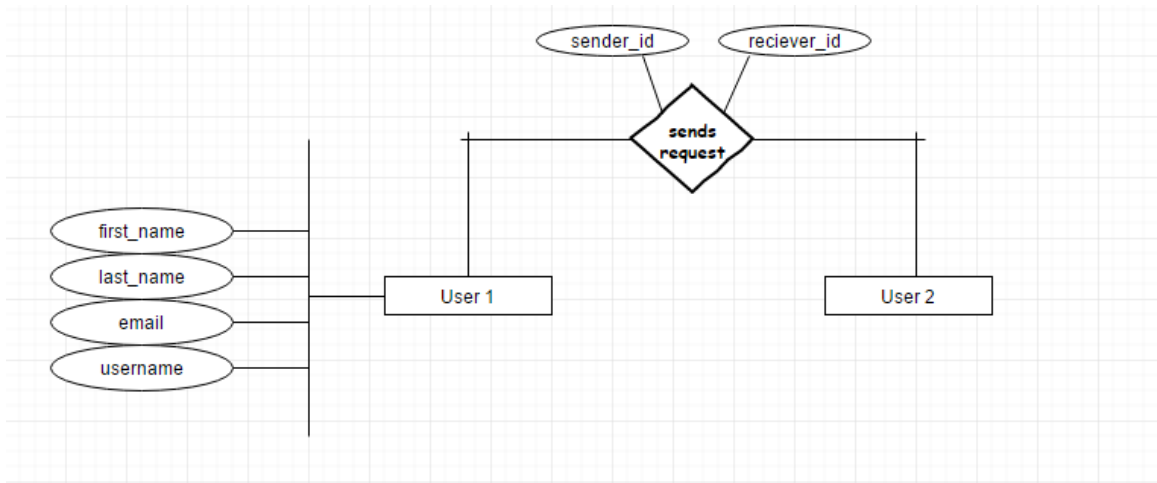 sender_id
reciever_id
sends
request
first_name
last_name
email
username
User 1
User 2